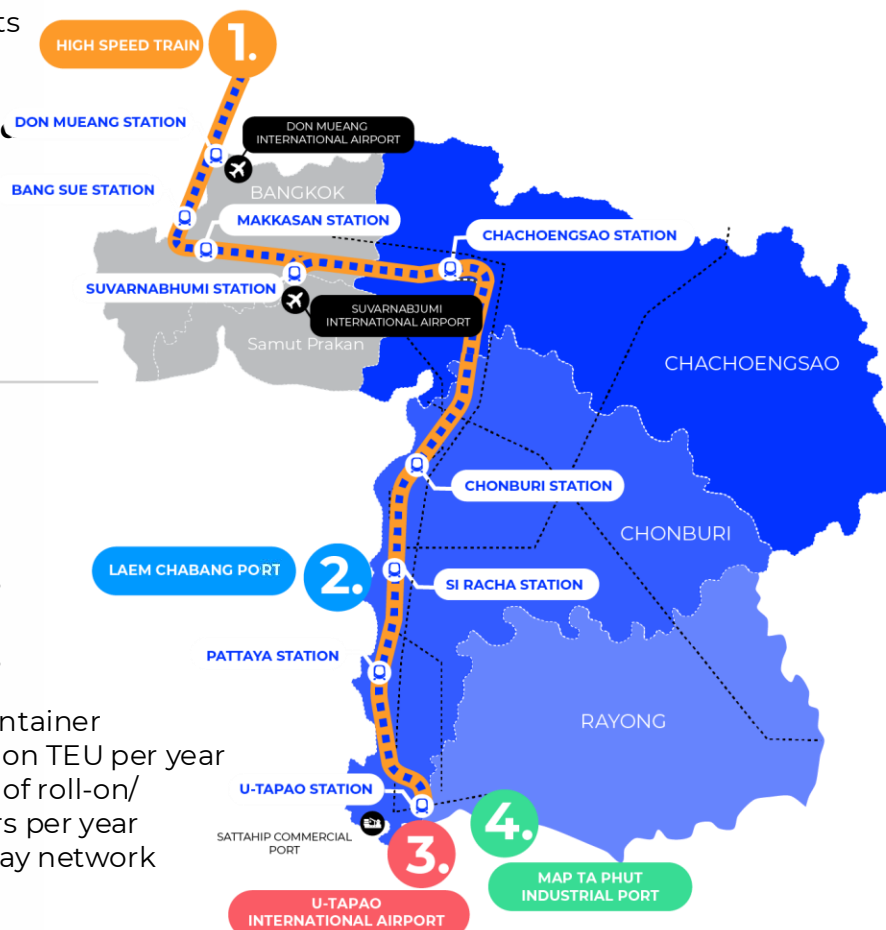 ts
HIGH SPEED TRAIN
1.
DON MUEANG STATION
DON MUEANG
INTERNATIONAL AIRPORT
BANG SUE STATION
BANGKOK
MAKKASAN STATION
CHACHOENGSAO STATION
SUVARNABHUMI STATION
SUVARNABJUMI
INTERNATIONAL AIRPORT
Samut Prakan
CHACHOENGSAO
CHONBURI STATION
CHONBURI
LAEM CHABANG PORT
2.
SI RACHA STATION
PATTAYA STATION
RAYONG
ntainer
on TEU per year
of roll-on/
rs per year
ay network
U-TAPAO STATION
SATTAHIP COMMERCIAL
PORT
3.
4.
MAP TA PHUT
INDUSTRIAL PORT
U-TAPAO
INTERNATIONAL AIRPORT